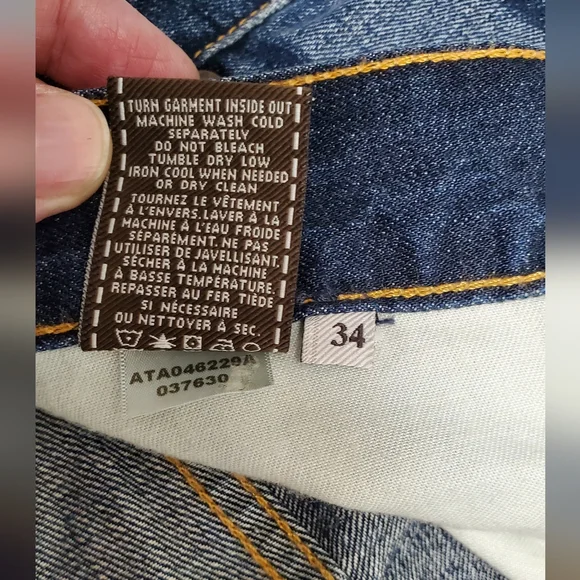 TURN GARMENT INSIDE OUT
MACHINE WASH COLD
SEPARATELY
DO NOT BLEACH
TUMBLE DRY LOW
IRON COOL WHEN NEEDED
OR DRY CLEAN
TOURNEZ LE VÊTEMENT
À L'ENVERS. LAVER À LA
MACHINE À L'EAU FROIDE
SÉPARÉMENT. NE PAS
UTILISER DE JAVELLISANT.
SÉCHER À LA MACHINE
À BASSE TEMPÉRATURE.
REPASSER AU FER TIÈDE
SI NÉCESSAIRE
OU NETTOYER À SEC.
34
ATA046229A
037630